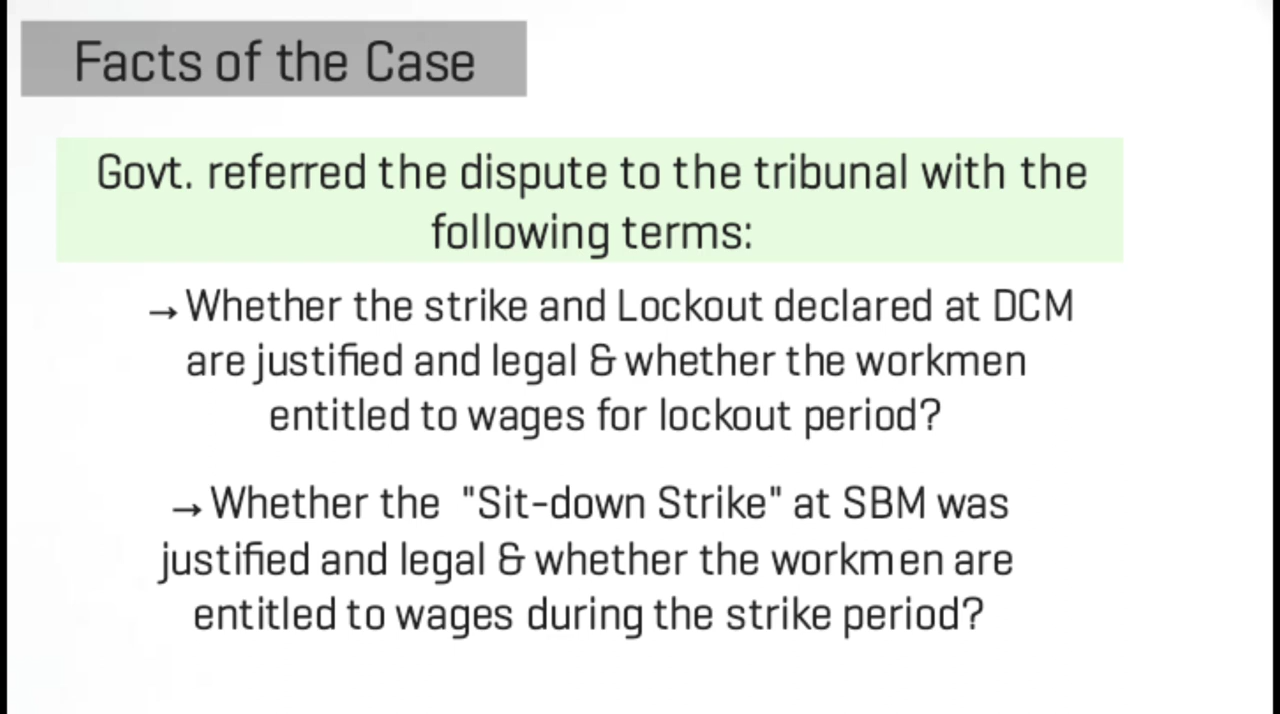 Facts of the Case
Govt. referred the dispute to the tribunal with the
following terms:
→Whether the strike and Lockout declared at DCM
are justified and legal & whether the workmen
entitled to wages for lockout period?
→Whether the "Sit-down Strike" at SBM was
justified and legal & whether the workmen are
entitled to wages during the strike period?